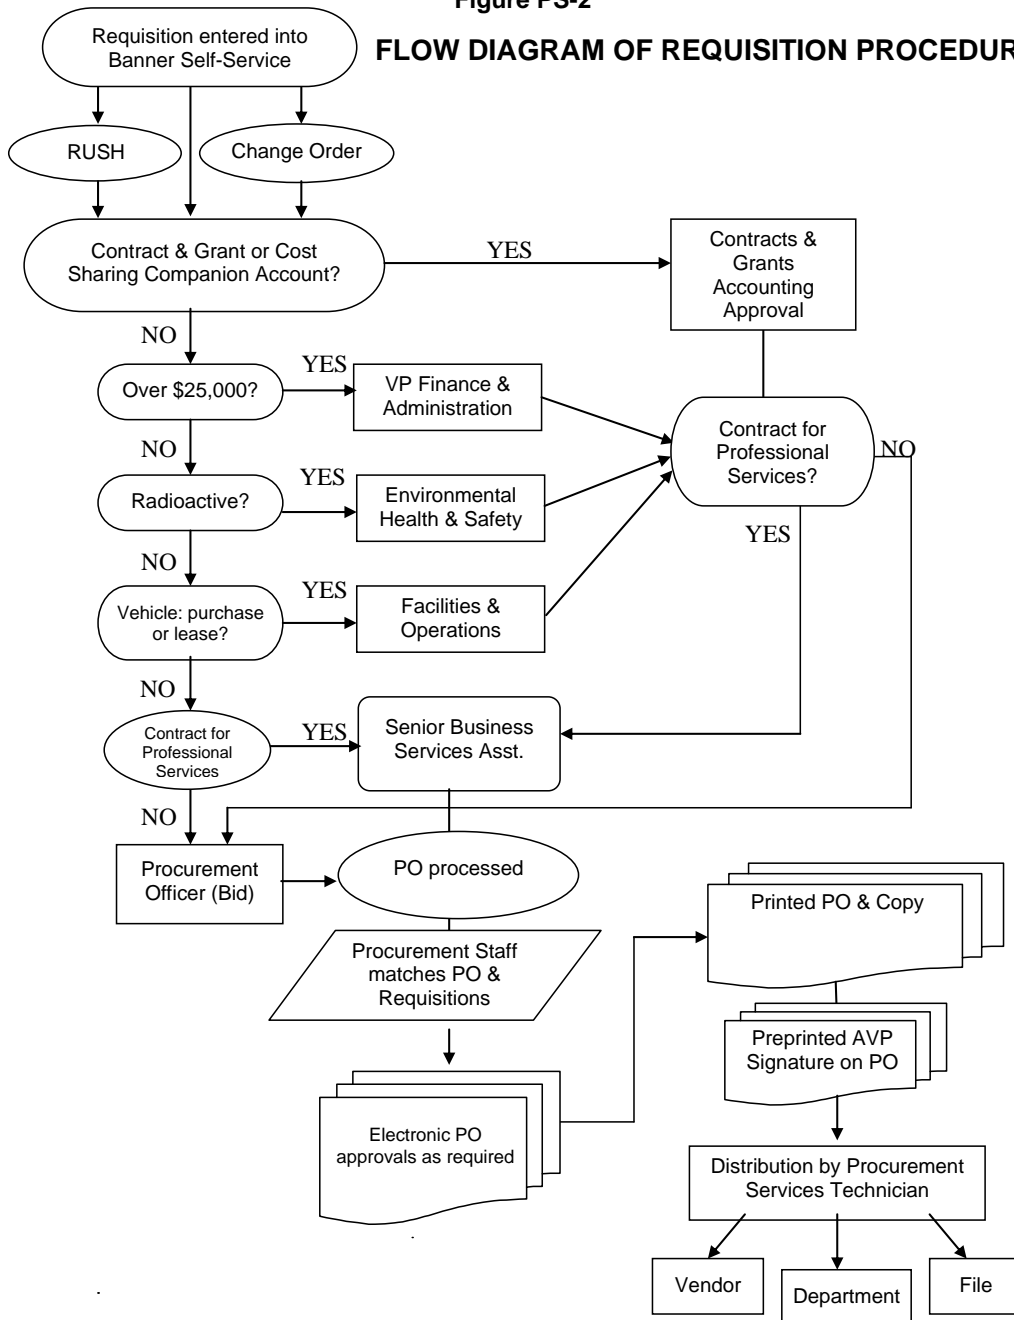 Figure PS-2
FLOW DIAGRAM OF REQUISITION PROCEDUR
Requisition entered into
Banner Self-Service
RUSH
Change Order
Contract & Grant or Cost
Sharing Companion Account?
YES
Contracts &
Grants
Accounting
Approval
NO
Over $25,000?
YES
VP Finance &
Administration
Contract for
Professional
Services?
NO
NO
Radioactive?
YES
Environmental
Health & Safety
YES
NO
Vehicle: purchase
or lease?
YES
Facilities &
Operations
NO
Contract for
Professional
Services
YES
Senior Business
Services Asst.
NO
Procurement
Officer (Bid)
PO processed
Procurement Staff
matches PO &
Requisitions
Electronic PO
approvals as required
Printed PO & Copy
Preprinted AVP
Signature on PO
Distribution by Procurement
Services Technician
Vendor
Department
File